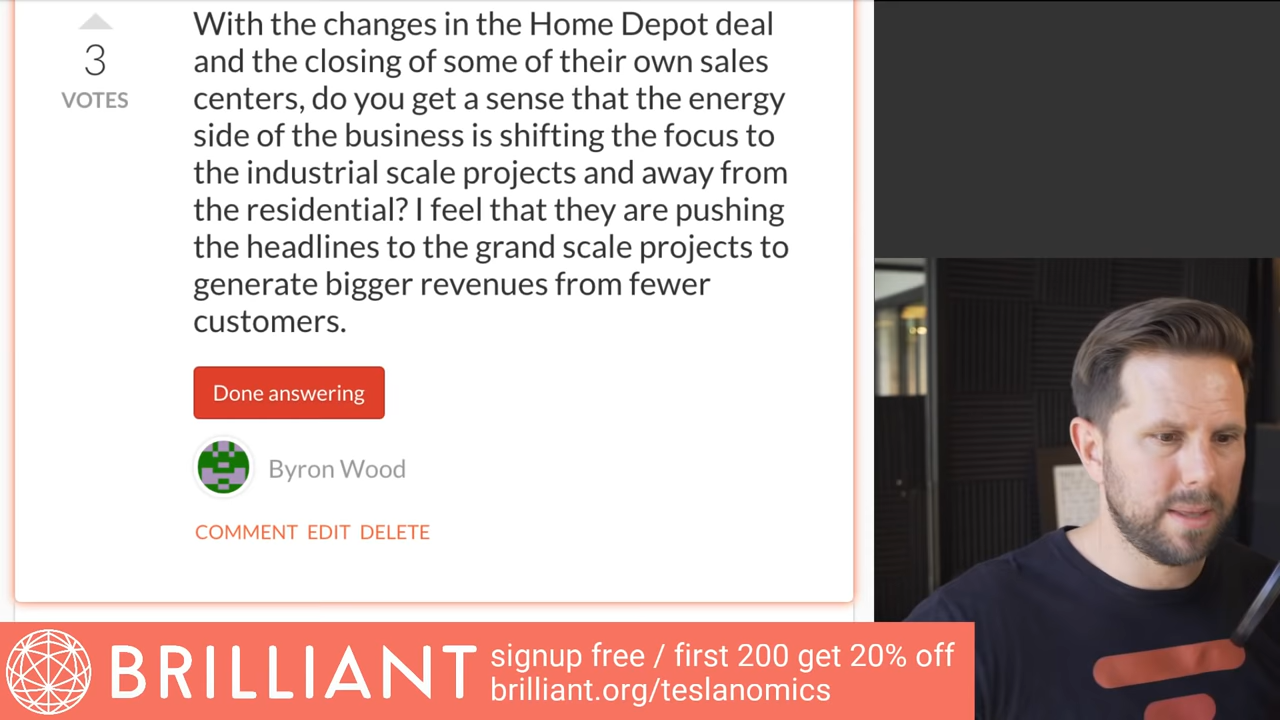 With the changes in the Home Depot deal
and the closing of some of their own sales
centers, do you get a sense that the energy
side of the business is shifting the focus to
the industrial scale projects and away from
the residential? I feel that they are pushing
the headlines to the grand scale projects to
generate bigger revenues from fewer
customers.
3
VOTES
Done answering
Byron Wood
COMMENT EDIT DELETE
BRILLIANT
signup free / first 200 get 20% off
brilliant.org/teslanomics